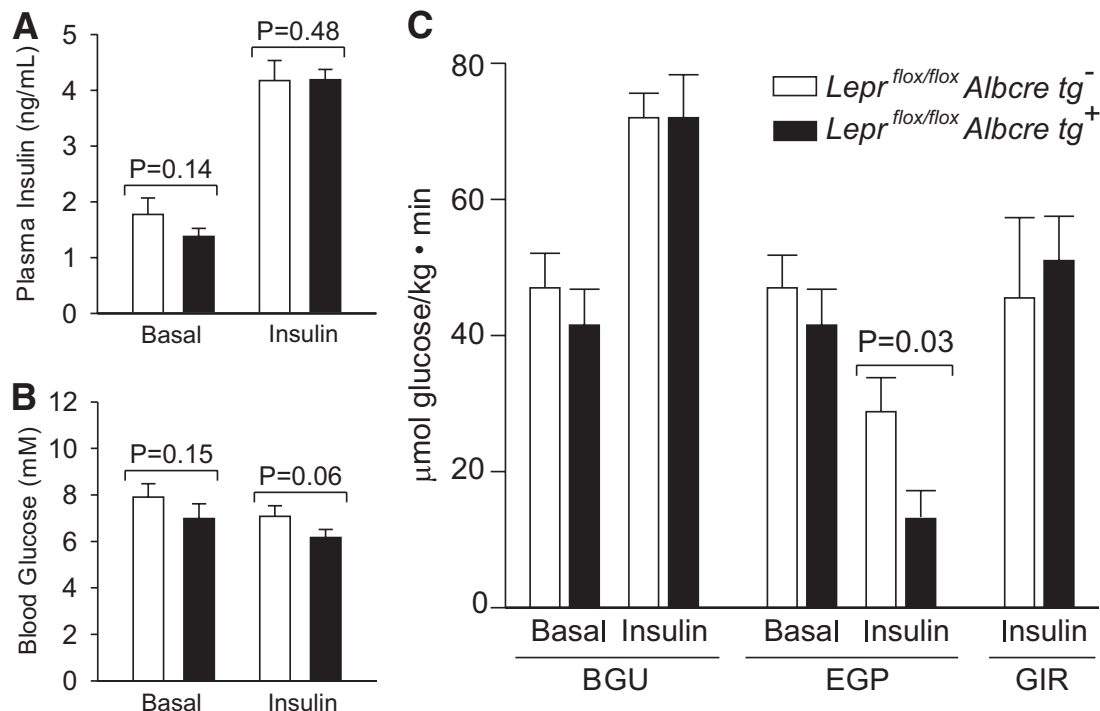 A
Plasma Insulin (ng/mL)
5
4
3
2
1
0
P=0.14
P=0.48
Basal Insulin
B
Blood Glucose (mM)
12
10
8
6
4
2
0
P=0.15
P=0.06
Basal Insulin
C
μmol glucose/kg • min
80
60
40
20
0
Lepr flox/flox Albcre tg-
Lepr flox/flox Albcre tg+
P=0.03
Basal Insulin Basal Insulin Insulin
BGU EGP GIR